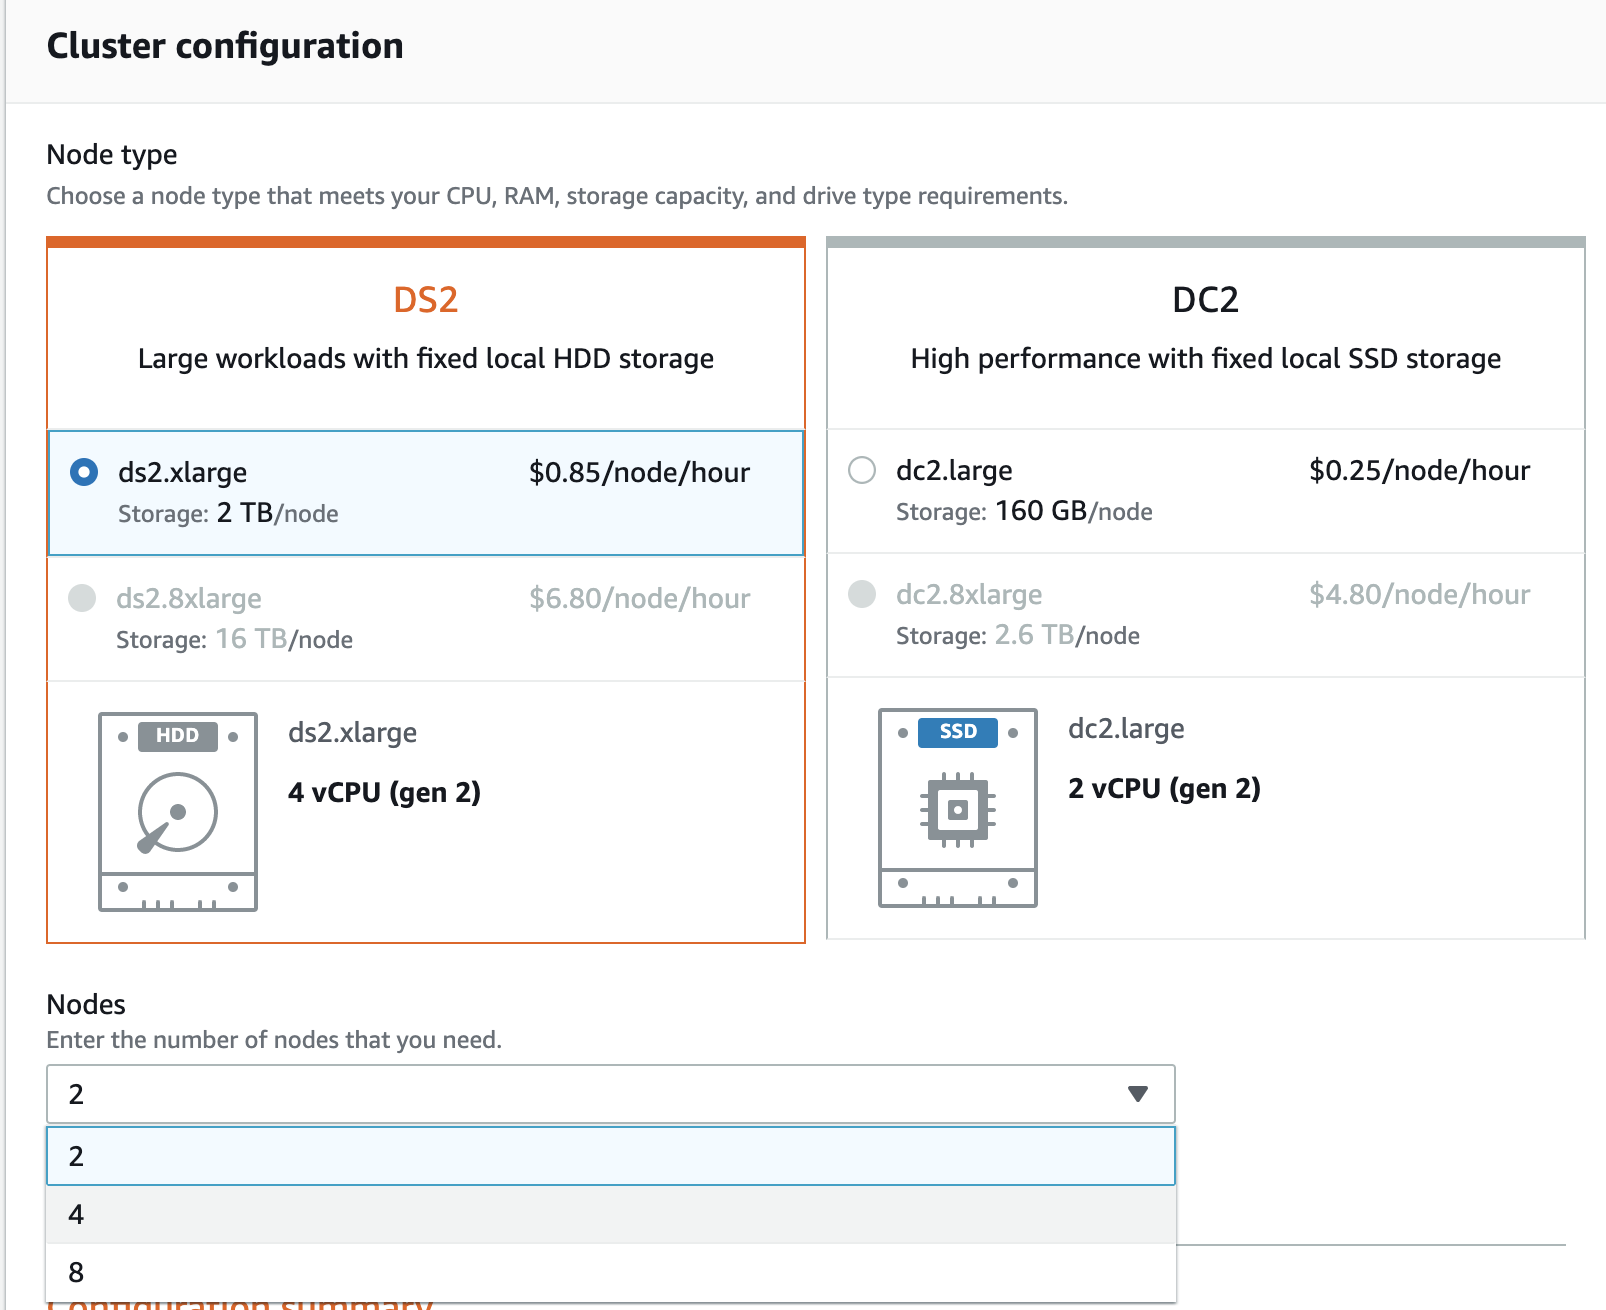 Cluster configuration
Node type
Choose a node type that meets your CPU, RAM, storage capacity, and drive type requirements.
DS2
Large workloads with fixed local HDD storage
ds2.xlarge $0.85/node/hour
Storage: 2 TB/node
ds2.8xlarge $6.80/node/hour
Storage: 16 TB/node
HDD
ds2.xlarge
4 vCPU (gen 2)
DC2
High performance with fixed local SSD storage
dc2.large $0.25/node/hour
Storage: 160 GB/node
dc2.8xlarge $4.80/node/hour
Storage: 2.6 TB/node
SSD
dc2.large
2 vCPU (gen 2)
Nodes
Enter the number of nodes that you need.
2
2
4
8
Configuration summary